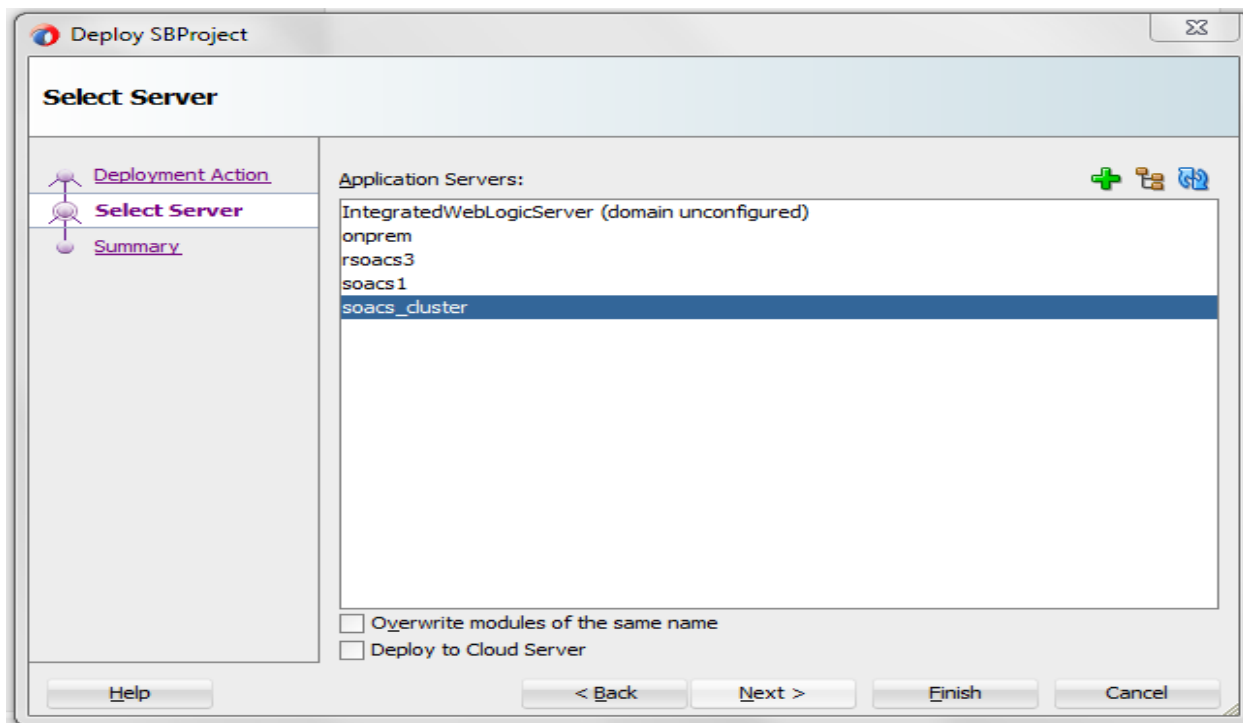 Deploy SBProject
Select Server
Deployment Action
Select Server
Summary
Application Servers:
IntegratedWebLogicServer (domain unconfigured)
onprem
rsoacs3
soacs1
soacs_cluster
Overwrite modules of the same name
Deploy to Cloud Server
Help
< Back
Next >
Finish
Cancel